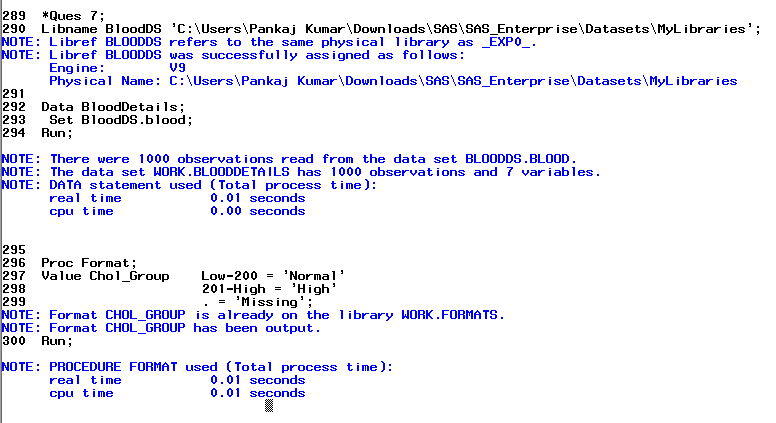 289  *Ques 7;
290  Libname BloodDS 'C:\Users\Pankaj Kumar\Downloads\SAS\SAS_Enterprise\Datasets\MyLibraries';
NOTE: Libref BLOODDS refers to the same physical library as _EXP0_.
NOTE: Libref BLOODDS was successfully assigned as follows:
      Engine:        V9
      Physical Name: C:\Users\Pankaj Kumar\Downloads\SAS\SAS_Enterprise\Datasets\MyLibraries
291
292  Data BloodDetails;
293   Set BloodDS.blood;
294  Run;
NOTE: There were 1000 observations read from the data set BLOODDS.BLOOD.
NOTE: The data set WORK.BLOODDETAILS has 1000 observations and 7 variables.
NOTE: DATA statement used (Total process time):
      real time           0.01 seconds
      cpu time            0.00 seconds
295
296  Proc Format;
297  Value Chol_Group    Low-200 = 'Normal'
298                      201-High = 'High'
299                      . = 'Missing';
NOTE: Format CHOL_GROUP is already on the library WORK.FORMATS.
NOTE: Format CHOL_GROUP has been output.
300  Run;
NOTE: PROCEDURE FORMAT used (Total process time):
      real time           0.01 seconds
      cpu time            0.01 seconds